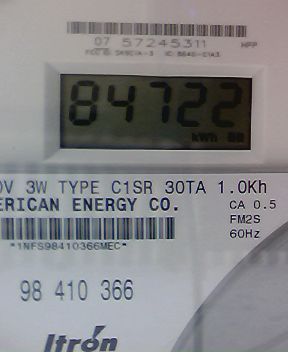 07 57245311
84722
kWh
0V 3W TYPE C1SR 30TA 1.0Kh
ERICAN ENERGY CO.
CA 0.5
FM2S
60Hz
*1NFS98410366MEC*
98 410 366
Itrón